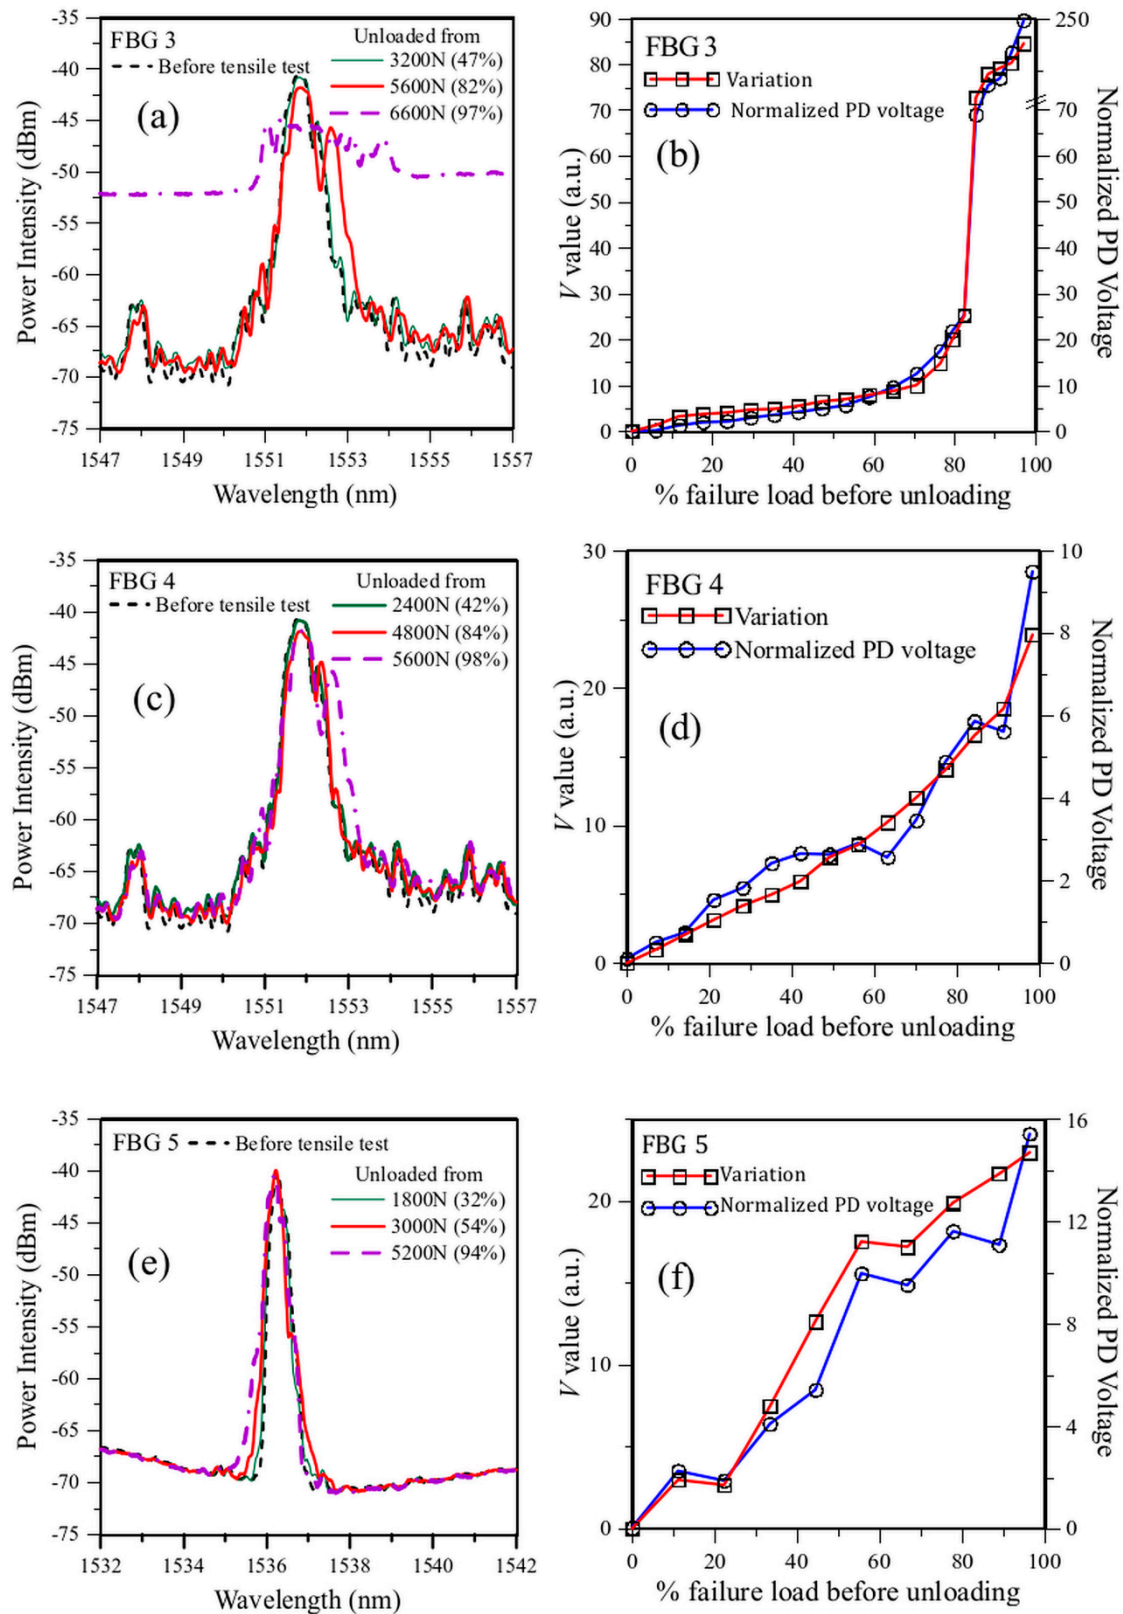 FBG 3
Before tensile test
Unloaded from
3200N (47%)
5600N (82%)
6600N (97%)
(a)
-35
-40
-45
-50
-55
-60
-65
-70
-75
Power Intensity (dBm)
1547 1549 1551 1553 1555 1557
Wavelength (nm)
FBG 3
Variation
Normalized PD voltage
(b)
90
80
70
60
50
40
30
20
10
0
V value (a.u.)
250
70
60
50
40
30
20
10
0
Normalized PD Voltage
0 20 40 60 80 100
% failure load before unloading
FBG 4
Before tensile test
Unloaded from
2400N (42%)
4800N (84%)
5600N (98%)
(c)
-35
-40
-45
-50
-55
-60
-65
-70
-75
Power Intensity (dBm)
1547 1549 1551 1553 1555 1557
Wavelength (nm)
FBG 4
Variation
Normalized PD voltage
(d)
30
20
10
0
V value (a.u.)
10
8
6
4
2
0
Normalized PD Voltage
0 20 40 60 80 100
% failure load before unloading
FBG 5
Before tensile test
Unloaded from
1800N (32%)
3000N (54%)
5200N (94%)
(e)
-35
-40
-45
-50
-55
-60
-65
-70
-75
Power Intensity (dBm)
1532 1534 1536 1538 1540 1542
Wavelength (nm)
FBG 5
Variation
Normalized PD voltage
(f)
20
10
0
V value (a.u.)
16
12
8
4
0
Normalized PD Voltage
0 20 40 60 80 100
% failure load before unloading